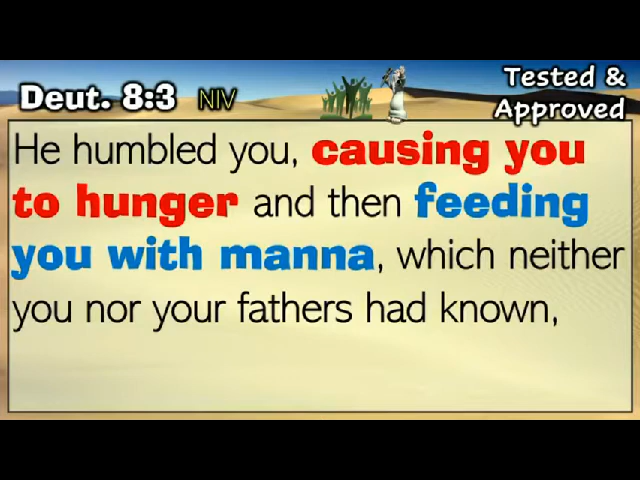 Deut. 8:3 NIV
Tested &
Approved
He humbled you, causing you
to hunger and then feeding
you with manna, which neither
you nor your fathers had known,